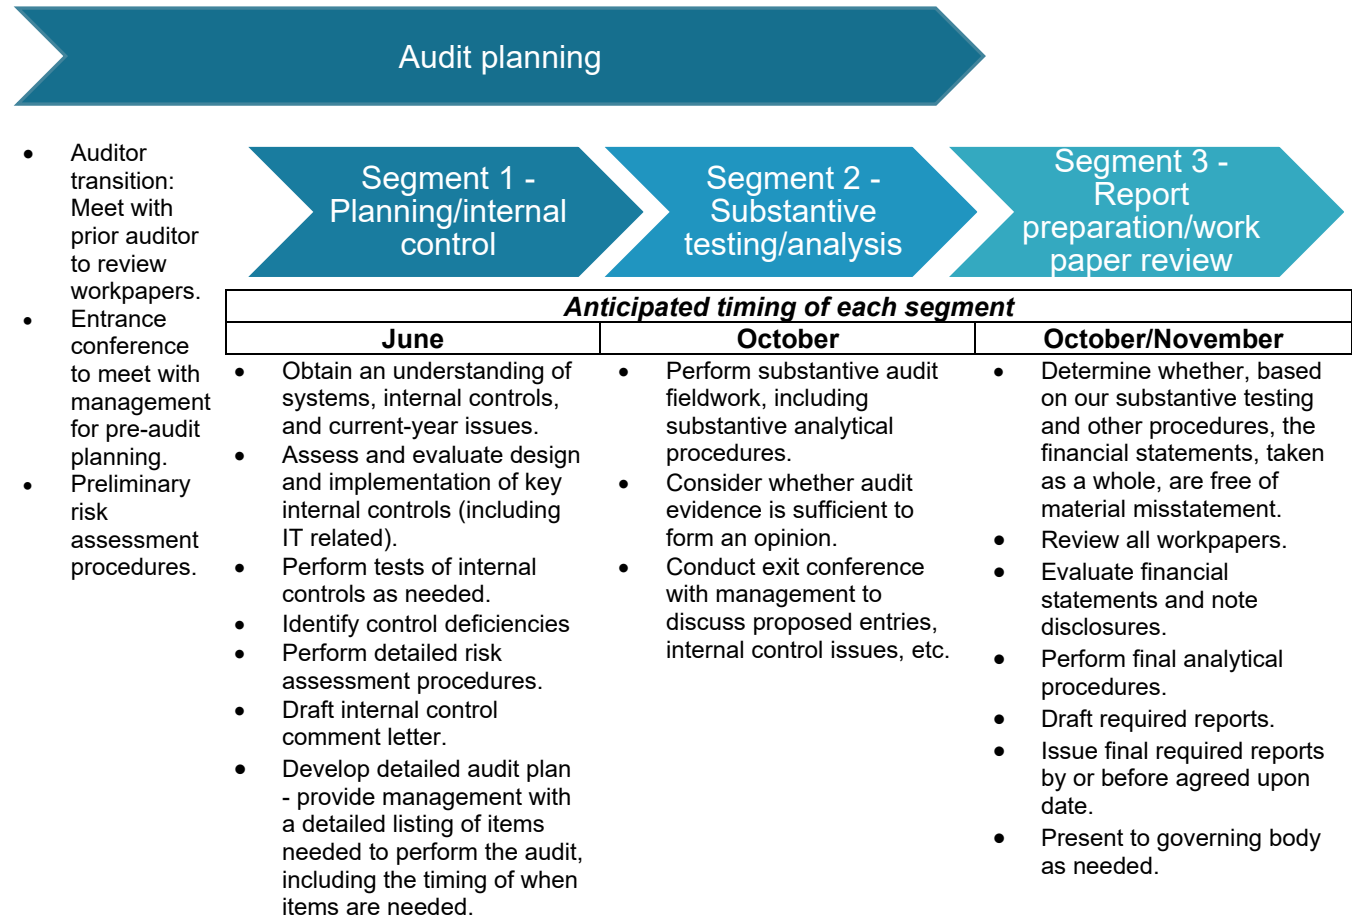 Audit planning
• Auditor
transition:
Meet with
prior auditor
to review
workpapers.
• Entrance
conference
to meet with
management
for pre-audit
planning.
• Preliminary
risk
assessment
procedures.
Segment 1 -
Planning/internal
control
Segment 2 -
Substantive
testing/analysis
Segment 3 -
Report
preparation/work
paper review
Anticipated timing of each segment
June
October
October/November
• Obtain an understanding of
systems, internal controls,
and current-year issues.
• Assess and evaluate design
and implementation of key
internal controls (including
IT related).
• Perform tests of internal
controls as needed.
• Identify control deficiencies
• Perform detailed risk
assessment procedures.
• Draft internal control
comment letter.
• Develop detailed audit plan
- provide management with
a detailed listing of items
needed to perform the audit,
including the timing of when
items are needed.
• Perform substantive audit
fieldwork, including
substantive analytical
procedures.
• Consider whether audit
evidence is sufficient to
form an opinion.
• Conduct exit conference
with management to
discuss proposed entries,
internal control issues, etc.
• Determine whether, based
on our substantive testing
and other procedures, the
financial statements, taken
as a whole, are free of
material misstatement.
• Review all workpapers.
• Evaluate financial
statements and note
disclosures.
• Perform final analytical
procedures.
• Draft required reports.
• Issue final required reports
by or before agreed upon
date.
• Present to governing body
as needed.